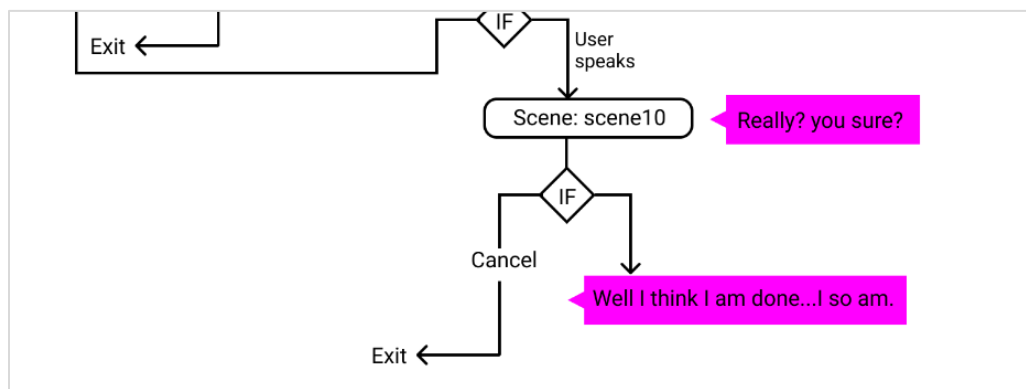 IF
Exit
User
speaks
Scene: scene10
Really? you sure?
IF
Cancel
Well I think I am done...I so am.
Exit